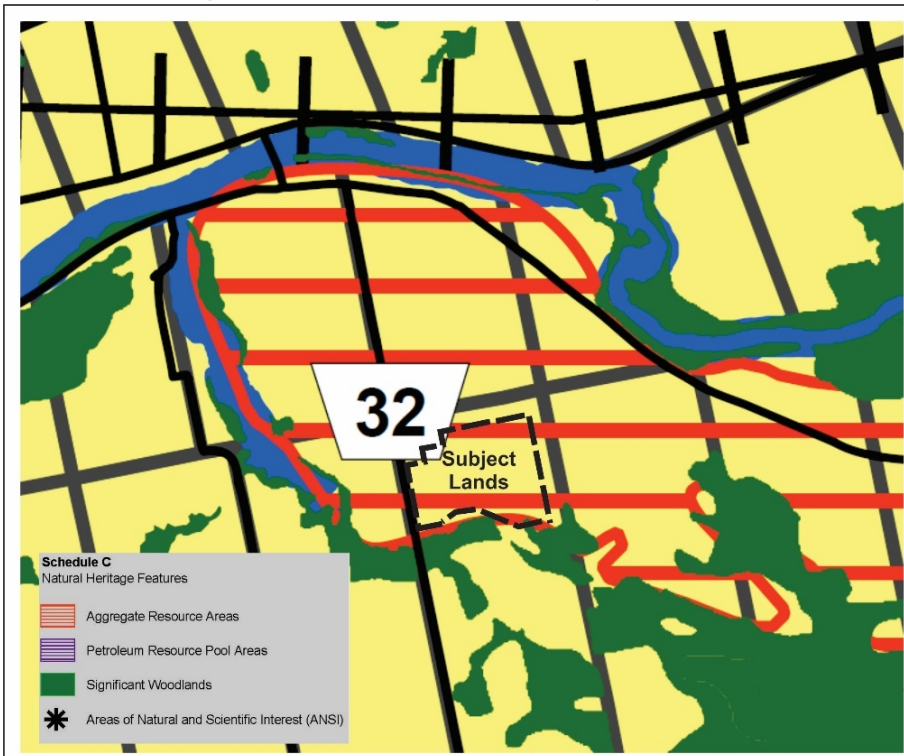 32
Subject
Lands
Schedule C
Natural Heritage Features
Aggregate Resource Areas
Petroleum Resource Pool Areas
Significant Woodlands
Areas of Natural and Scientific Interest (ANSI)